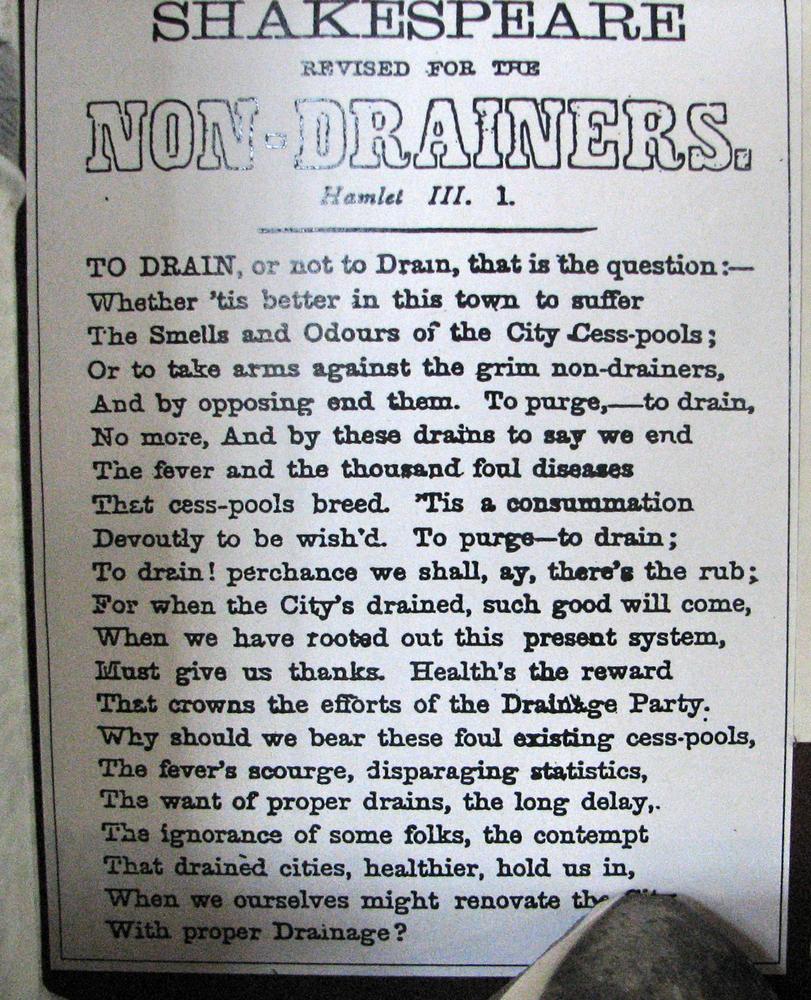 SHAKESPEARE
REVISED FOR THE
NON-DRAINERS.
Hamlet III. 1.
TO DRAIN, or not to Drain, that is the question:—
Whether 'tis better in this town to suffer
The Smells and Odours of the City Cess-pools;
Or to take arms against the grim non-drainers,
And by opposing end them. To purge,—to drain,
No more, And by these drains to say we end
The fever and the thousand foul diseases
That cess-pools breed. 'Tis a consummation
Devoutly to be wish'd. To purge—to drain;
To drain! perchance we shall, ay, there's the rub;
For when the City's drained, such good will come,
When we have rooted out this present system,
Must give us thanks. Health's the reward
That crowns the efforts of the Drainage Party.
Why should we bear these foul existing cess-pools,
The fever's scourge, disparaging statistics,
The want of proper drains, the long delay,
The ignorance of some folks, the contempt
That drainèd cities, healthier, hold us in,
When we ourselves might renovate the
With proper Drainage?